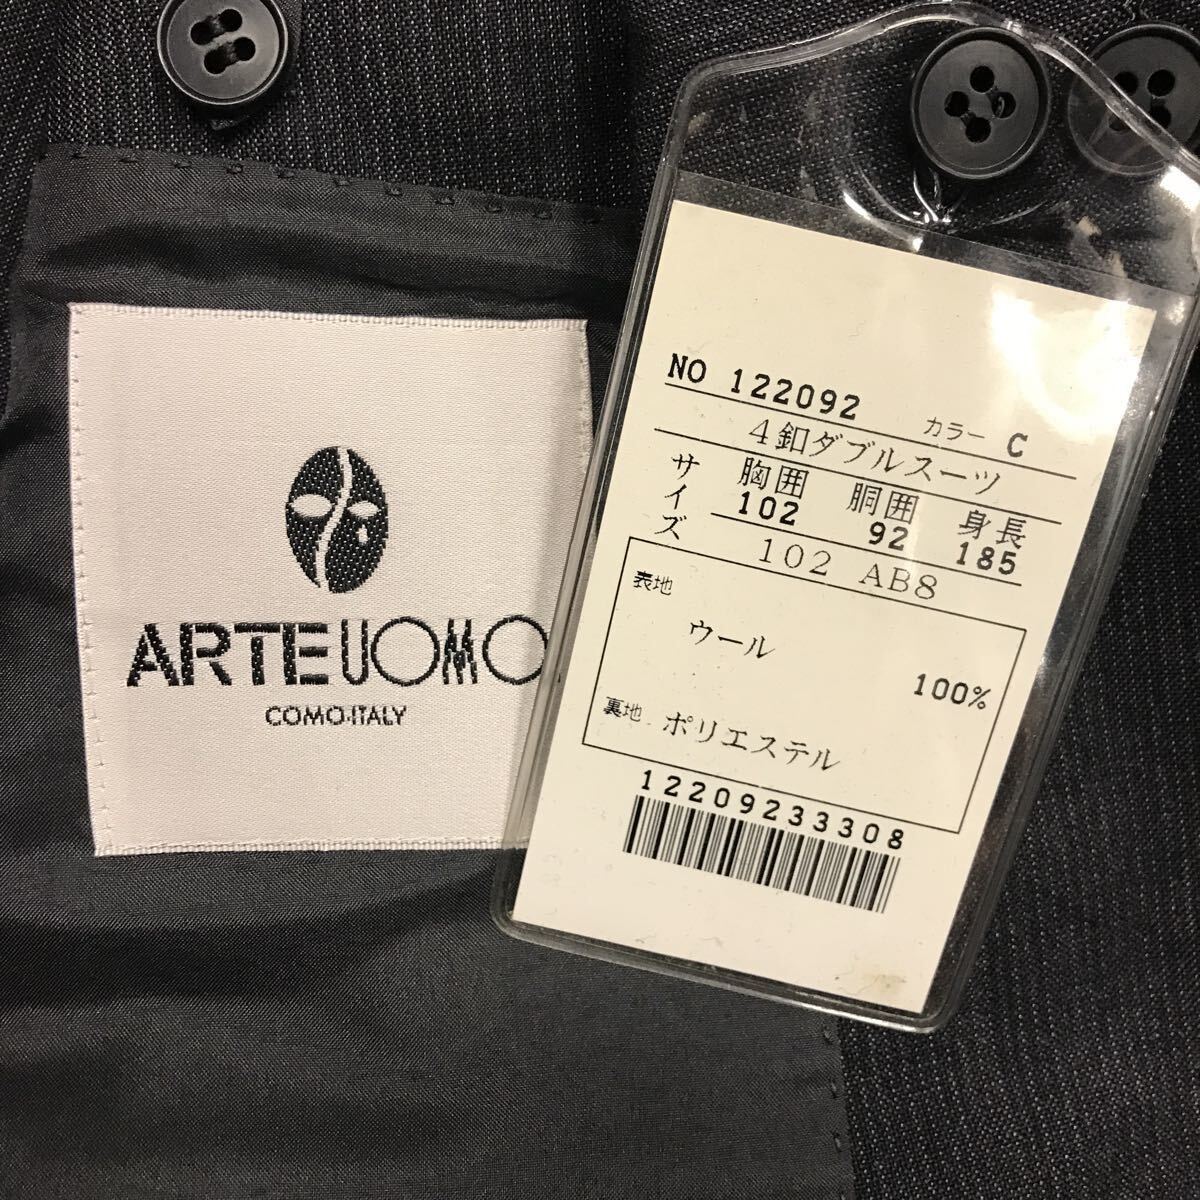 ARTEUOMO
COMO·ITALY
NO 122092 カラー C
4釦ダブルスーツ
サイズ 胸囲 胴囲 身長
102 92 185
102 AB8
表地
ウール
100%
裏地 ポリエステル
12209233308